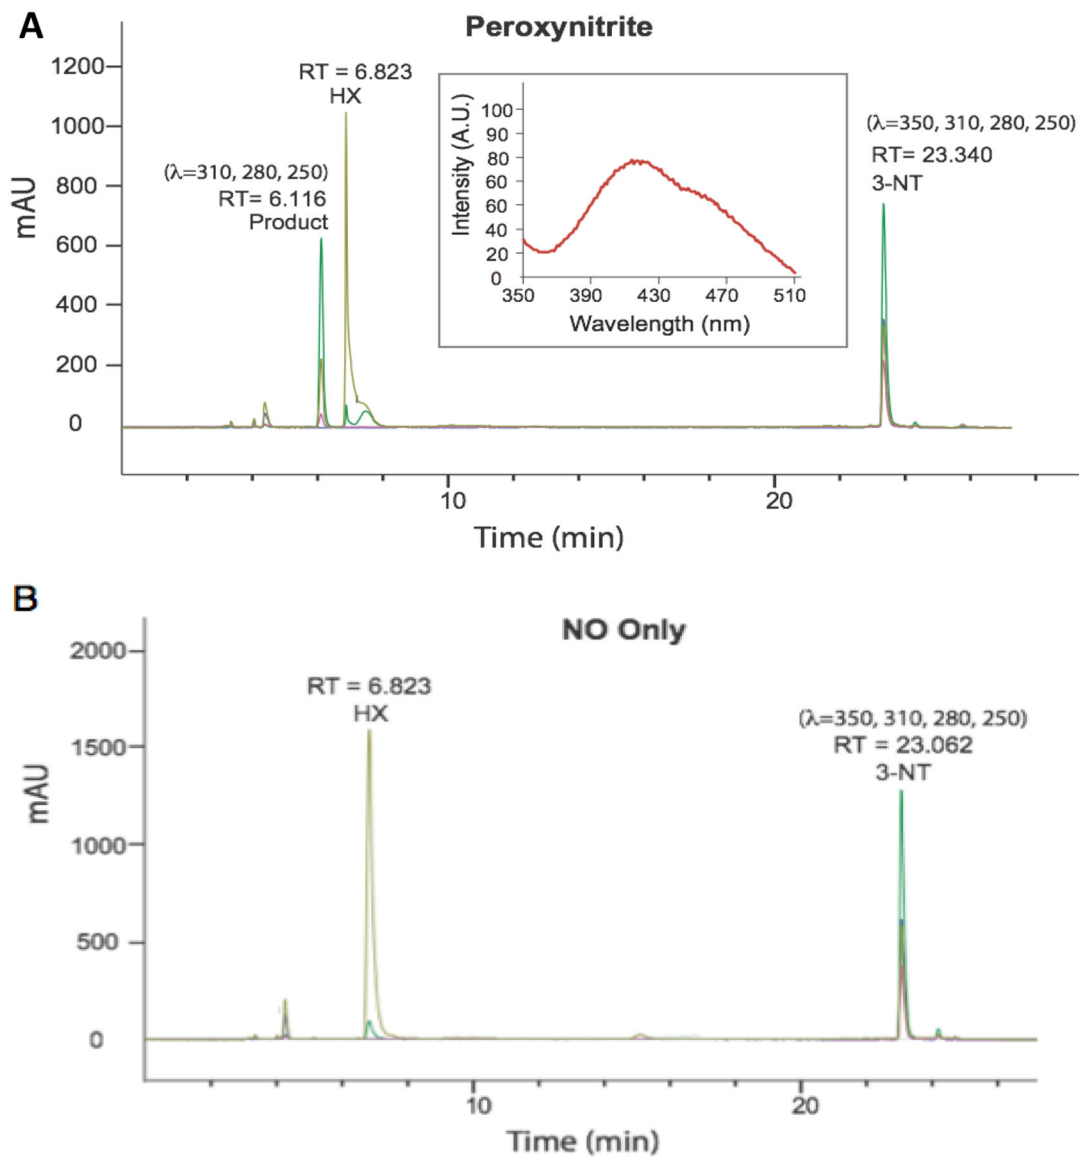 A
Peroxynitrite
1200
1000
800
600
400
200
0
mAU
RT = 6.823
HX
(λ=310, 280, 250)
RT= 6.116
Product
100
90
80
60
60
40
20
0
Intensity (A.U.)
350 390 430 470 510
Wavelength (nm)
(λ=350, 310, 280, 250)
RT= 23.340
3-NT
10 20
Time (min)
B
NO Only
2000
1500
1000
500
0
mAU
RT = 6.823
HX
(λ=350, 310, 280, 250)
RT = 23.062
3-NT
10 20
Time (min)